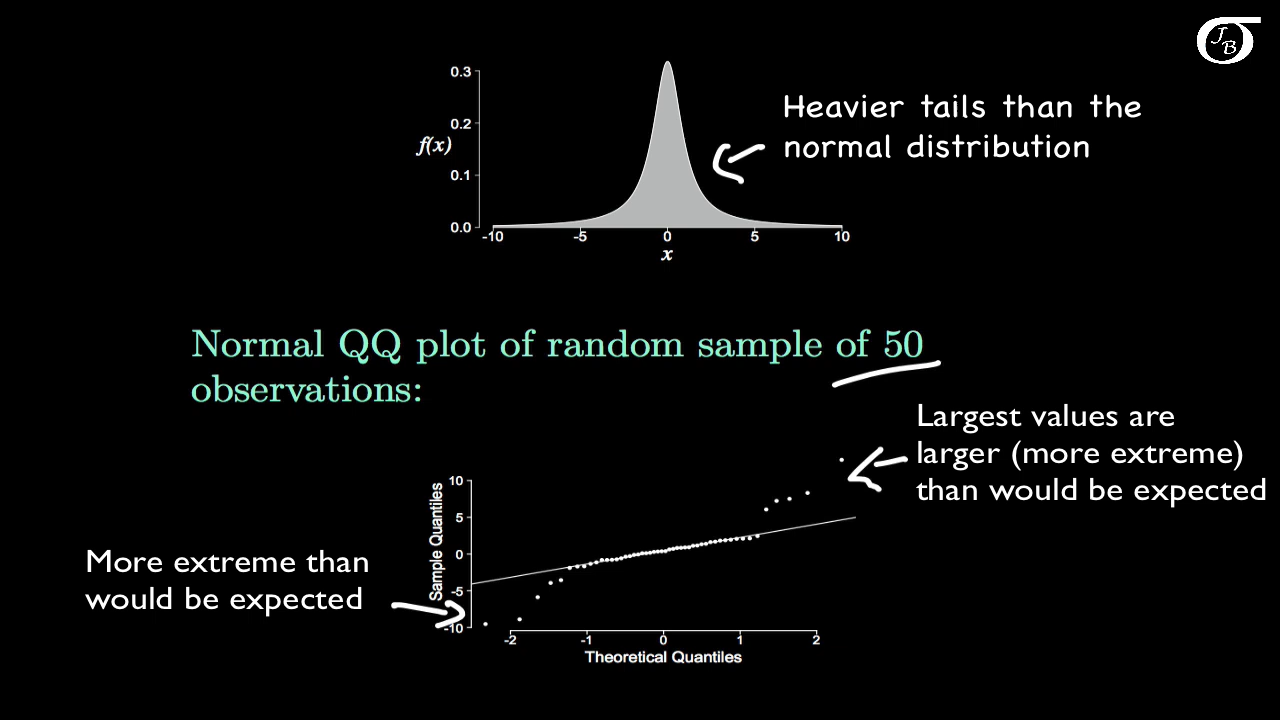 J
B
0.3
0.2
0.1
0.0
f(x)
-10 -5 0 5 10
x
Heavier tails than the
normal distribution
Normal QQ plot of random sample of 50
observations:
Largest values are
larger (more extreme)
than would be expected
More extreme than
would be expected
10
5
0
-5
-10
Sample Quantiles
-2 -1 0 1 2
Theoretical Quantiles